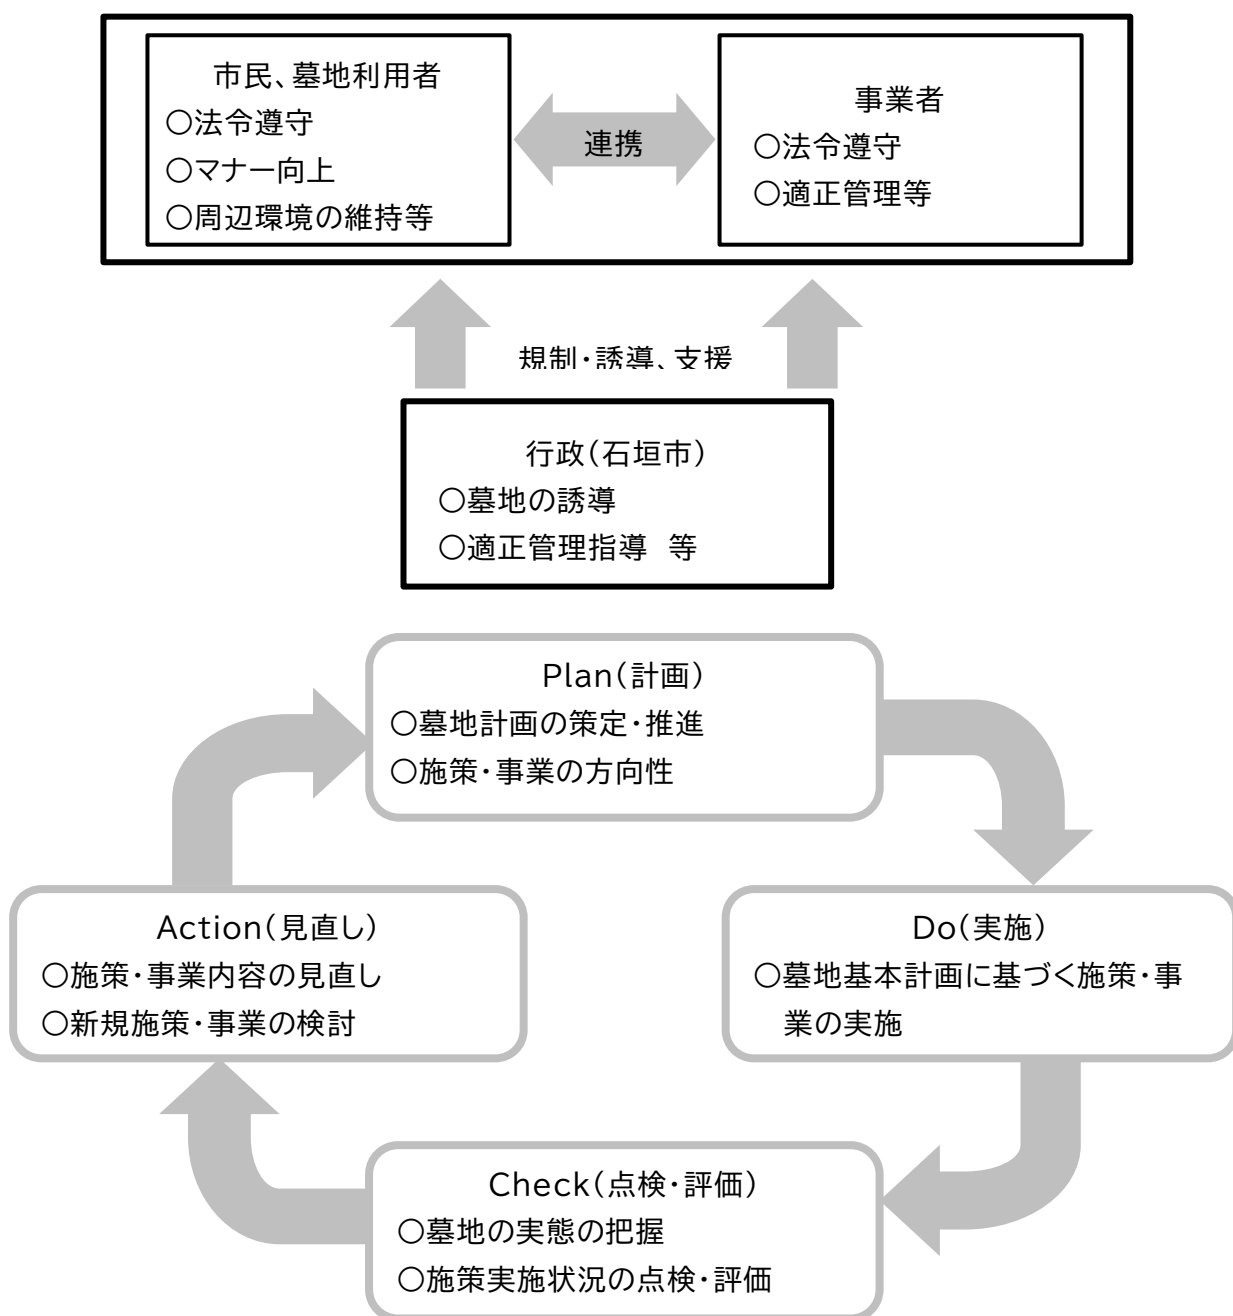 市民、墓地利用者
○法令遵守
○マナー向上
○周辺環境の維持等
連携
事業者
○法令遵守
○適正管理等
規制・誘導、支援
行政(石垣市)
○墓地の誘導
○適正管理指導　等
Plan(計画)
○墓地計画の策定・推進
○施策・事業の方向性
Action(見直し)
○施策・事業内容の見直し
○新規施策・事業の検討
Do(実施)
○墓地基本計画に基づく施策・事
業の実施
Check(点検・評価)
○墓地の実態の把握
○施策実施状況の点検・評価